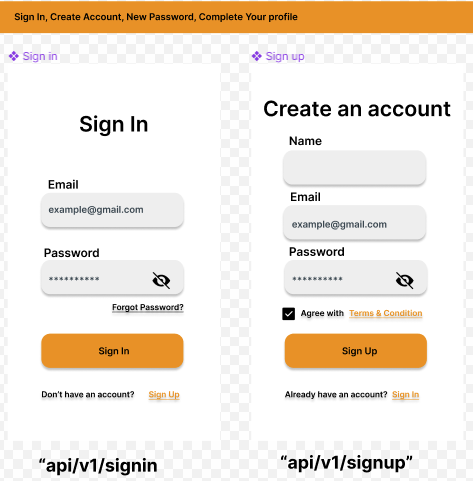 Sign In, Create Account, New Password, Complete Your profile
Sign in
Sign In
Email
example@gmail.com
Password
**********
Forgot Password?
Sign In
Don't have an account? Sign Up
“api/v1/signin
Sign up
Create an account
Name
Email
example@gmail.com
Password
**********
Agree with Terms & Condition
Sign Up
Already have an account? Sign In
“api/v1/signup”